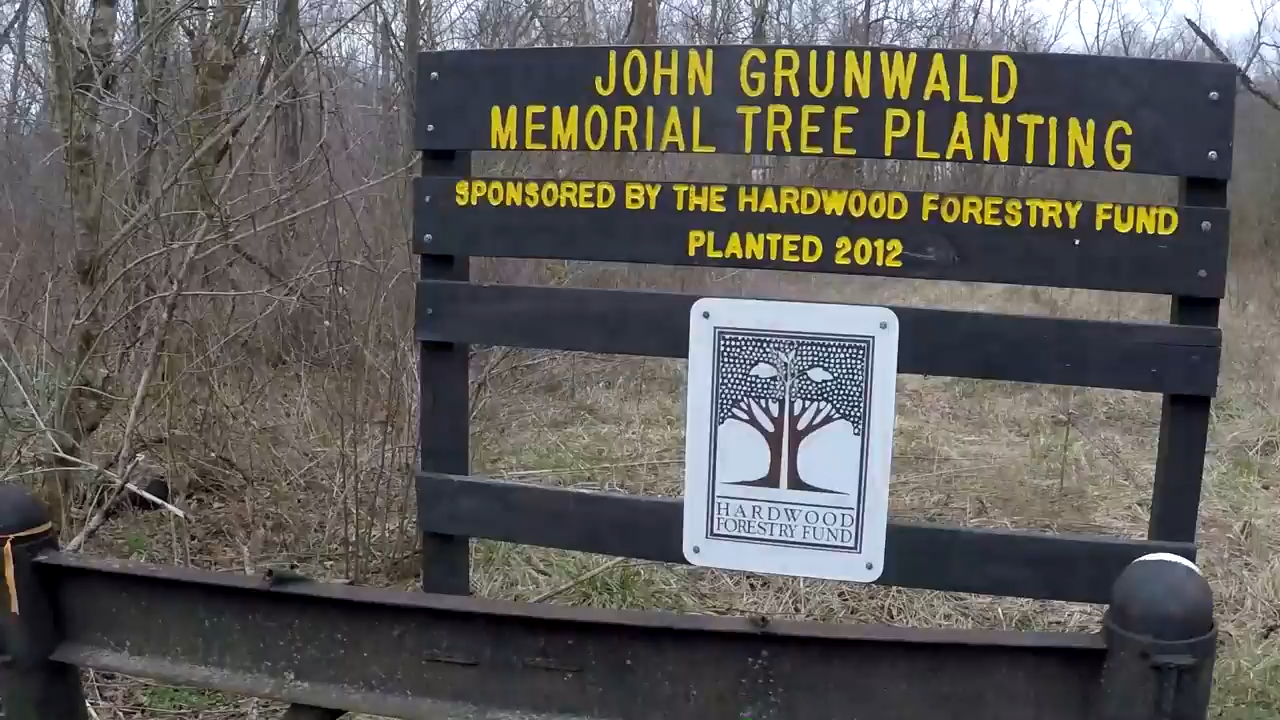 JOHN GRUNWALD
MEMORIAL TREE PLANTING
SPONSORED BY THE HARDWOOD FORESTRY FUND
PLANTED 2012
HARDWOOD
FORESTRY FUND